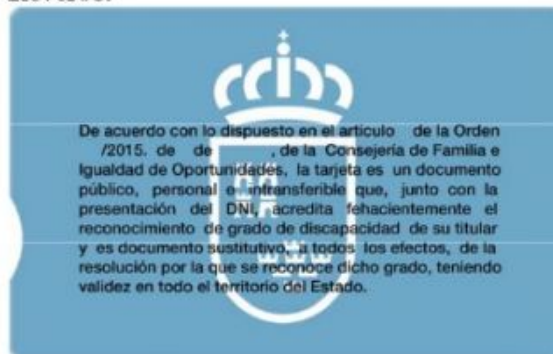 De acuerdo con lo dispuesto en el artículo de la Orden
/2015. de de , de la Consejería de Familia e
Igualdad de Oportunidades, la tarjeta es un documento
público, personal e intransferible que, junto con la
presentación del DNI, acredita fehacientemente el
reconocimiento de grado de discapacidad de su titular
y es documento sustitutivo, a todos los efectos, de la
resolución por la que se reconoce dicho grado, teniendo
validez en todo el territorio del Estado.